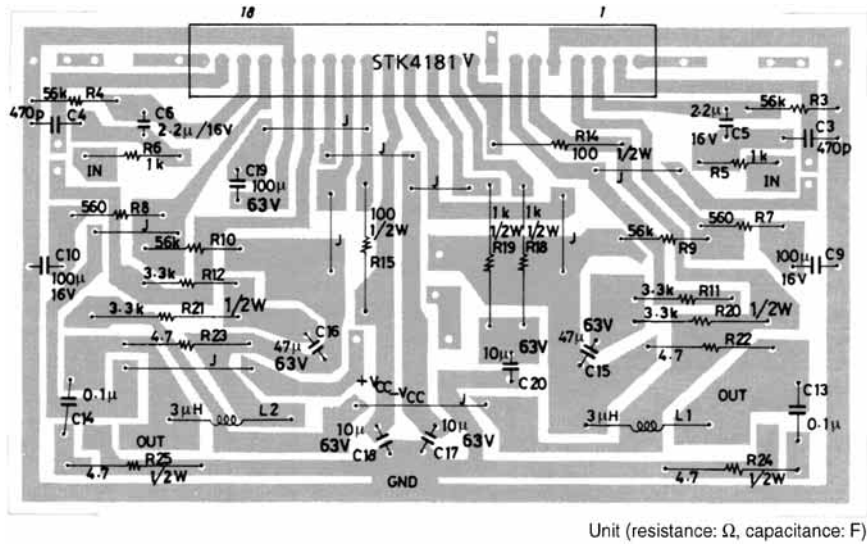 18 1
STK4181V
56k R4
470p C4
C6
2.2μ/16V
R6
1k
IN
C19
100μ
63V
560 R8
J
56k R10
C10
100μ
16V
3.3k R12
3.3k R21 1/2W
4.7 R23
J
C16
47μ
63V
0.1μ
C14
3μH L2
OUT
4.7 R25
1/2W
J
J
J
J
100
1/2W
R15
1k 1k
1/2W 1/2W
R19 R18
J
R14
100 1/2W
J
2.2μ
16V C5
56k R3
C3
470p
R5 1k
IN
560 R7
56k R9
100μ C9
16V
3.3k R11
3.3k R20 1/2W
4.7 R22
63V
47μ
C15
63V
10μ
C20
+VCC -VCC
J
10μ
63V
C18
10μ
63V
C17
GND
OUT
C13
0.1μ
3μH L1
R24
4.7 1/2W
Unit (resistance: Ω, capacitance: F)